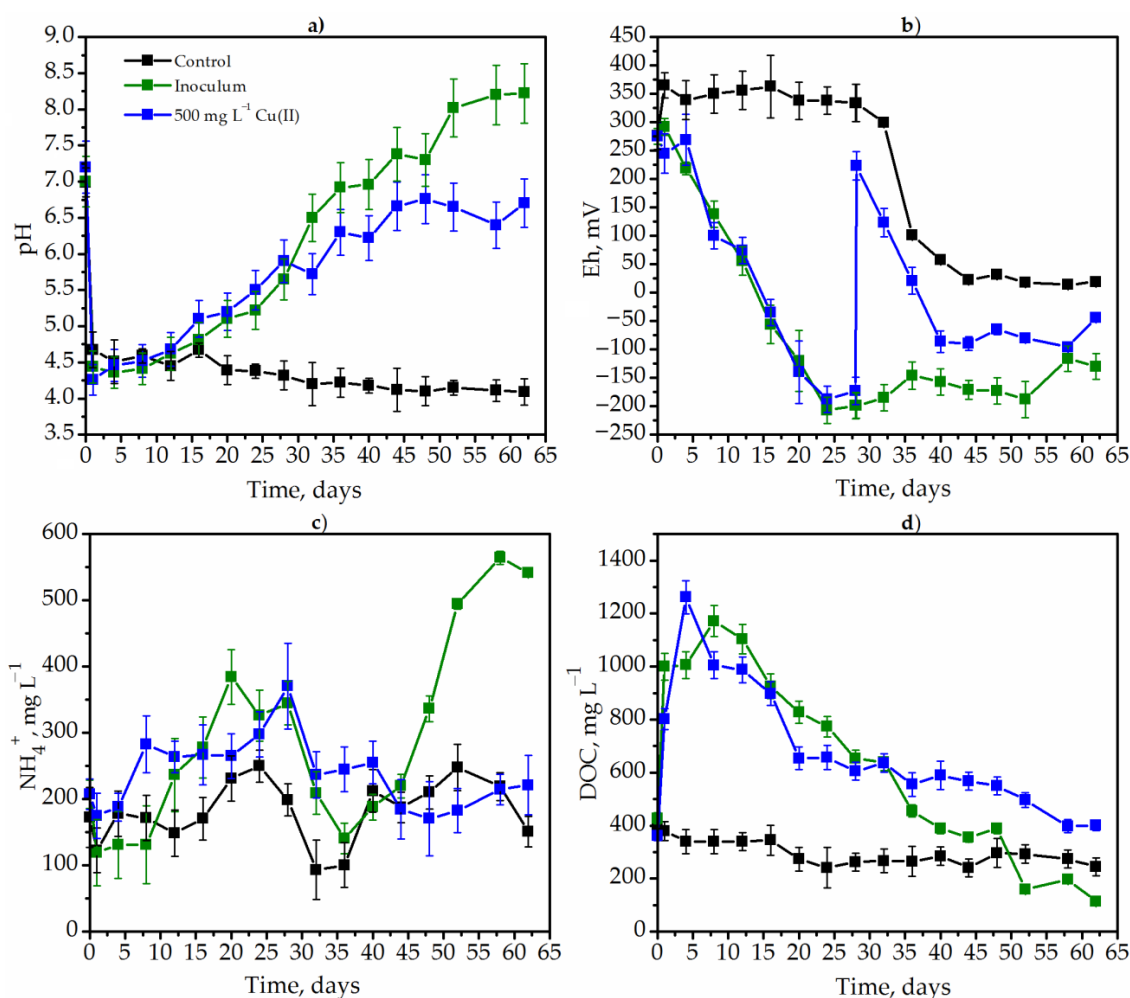 a)
9.0
8.5
8.0
7.5
7.0
6.5
6.0
5.5
5.0
4.5
4.0
3.5
pH
Control
Inoculum
500 mg L⁻¹ Cu(II)
0 5 10 15 20 25 30 35 40 45 50 55 60 65
Time, days
b)
450
400
350
300
250
200
150
100
50
0
−50
−100
−150
−200
−250
Eh, mV
0 5 10 15 20 25 30 35 40 45 50 55 60 65
Time, days
c)
600
500
400
300
200
100
0
NH₄⁺, mg L⁻¹
0 5 10 15 20 25 30 35 40 45 50 55 60 65
Time, days
d)
1400
1200
1000
800
600
400
200
0
DOC, mg L⁻¹
0 5 10 15 20 25 30 35 40 45 50 55 60 65
Time, days